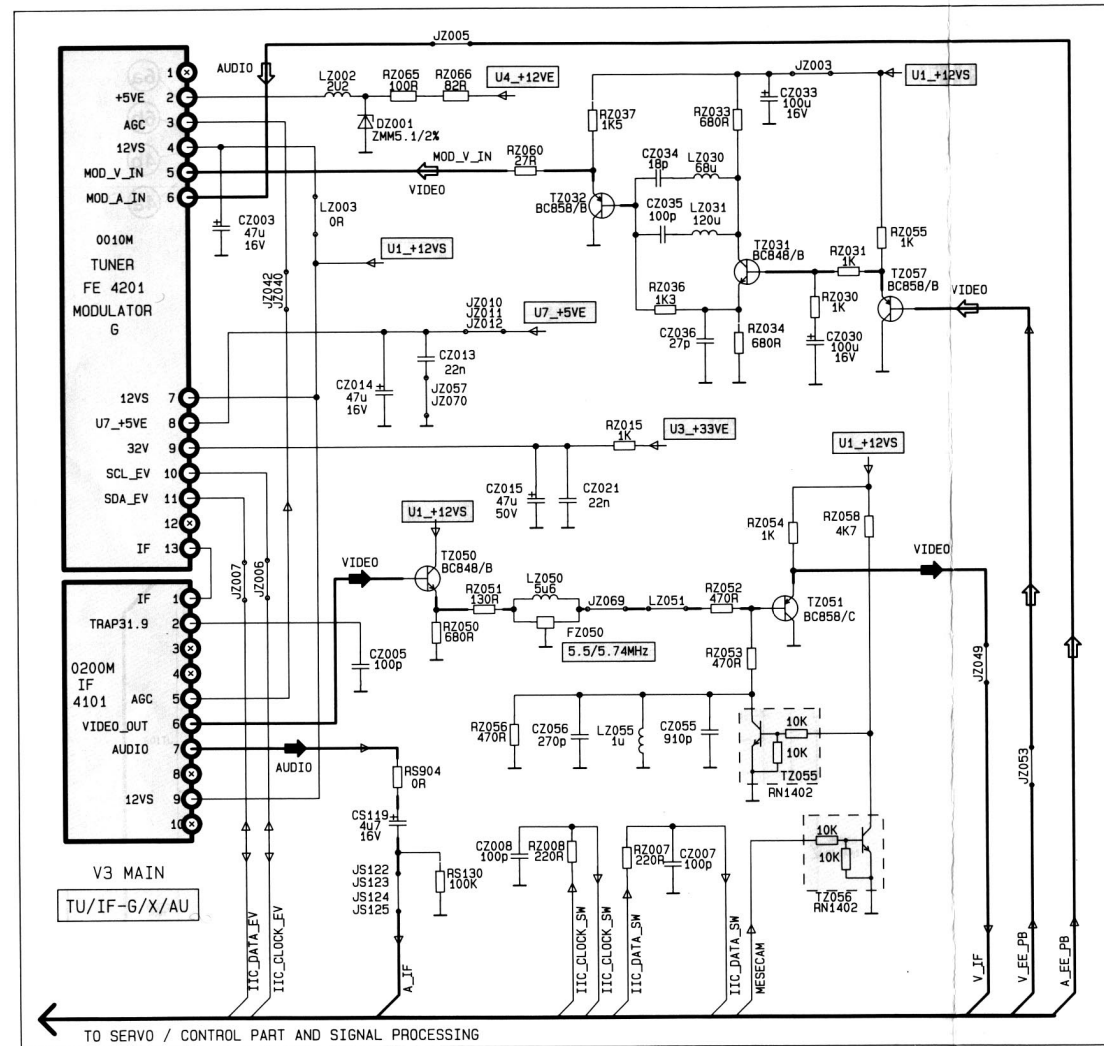 JZ005
AUDIO
1
+5VE 2
AGC 3
12VS 4
MOD_V_IN 5
MOD_A_IN 6
0010M
TUNER
FE 4201
MODULATOR
G
12VS 7
U7_+5VE 8
32V 9
SCL_EV 10
SDA_EV 11
12
IF 13
LZ002
2U2
RZ065
100R
RZ066
82R
U4_+12VE
DZ001
ZMM5.1/2%
MOD_V_IN
VIDEO
RZ060
27R
CZ003
47u
16V
LZ003
0R
U1_+12VS
JZ042
JZ040
JZ010
JZ011
JZ012
U7_+5VE
CZ014
47u
16V
CZ013
22n
JZ057
JZ070
RZ015
1K
U3_+33VE
CZ015
47u
50V
CZ021
22n
JZ003
U1_+12VS
CZ033
100u
16V
RZ037
1K5
RZ033
680R
CZ034
18p
LZ030
68u
TZ032
BC858/B
CZ035
100p
LZ031
120u
TZ031
BC848/B
RZ031
1K
RZ055
1K
TZ057
BC858/B
VIDEO
RZ036
1K3
RZ030
1K
CZ036
27p
RZ034
680R
CZ030
100u
16V
U1_+12VS
TZ050
BC848/B
VIDEO
RZ051
130R
LZ050
5u6
JZ069
LZ051
RZ052
470R
RZ050
680R
FZ050
5.5/5.74MHz
U1_+12VS
RZ054
1K
RZ058
4K7
VIDEO
TZ051
BC858/C
RZ053
470R
JZ049
JZ053
JZ007
JZ006
IF 1
TRAP31.9 2
3
4
AGC 5
VIDEO_OUT 6
AUDIO 7
8
12VS 9
10
0200M
IF
4101
CZ005
100p
AUDIO
RS904
0R
CS119
4u7
16V
JS122
JS123
JS124
JS125
RS130
100K
RZ056
470R
CZ056
270p
LZ055
1u
CZ055
910p
10K
10K
TZ055
RN1402
10K
10K
TZ056
RN1402
CZ008
100p
RZ008
220R
RZ007
220R
CZ007
100p
V3 MAIN
TU/IF-G/X/AU
IIC_DATA_EV
IIC_CLOCK_EV
A_IF
IIC_CLOCK_SW
IIC_CLOCK_SW
IIC_DATA_SW
IIC_DATA_SW
MESECAM
V_IF
V_EE_PB
A_EE_PB
TO SERVO / CONTROL PART AND SIGNAL PROCESSING